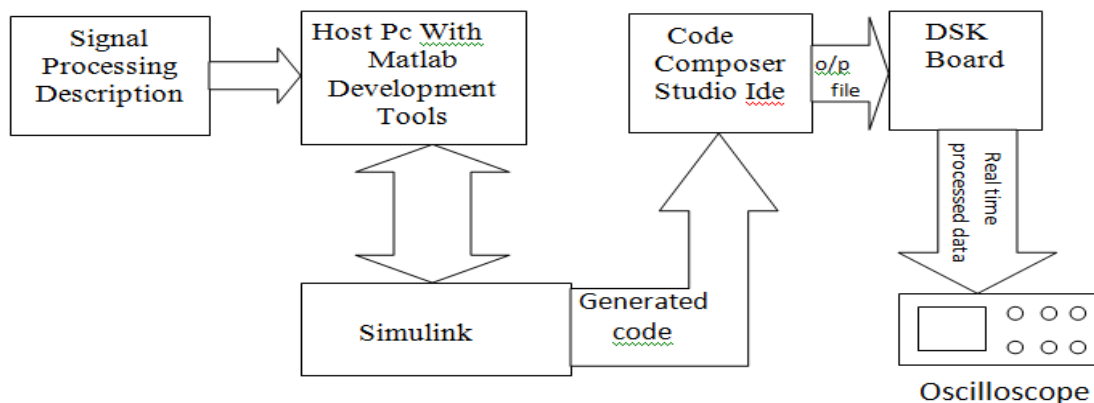 Signal
Processing
Description
Host Pc With
Matlab
Development
Tools
Simulink
Generated
code
Code
Composer
Studio Ide
o/p
file
DSK
Board
Real time
processed data
Oscilloscope